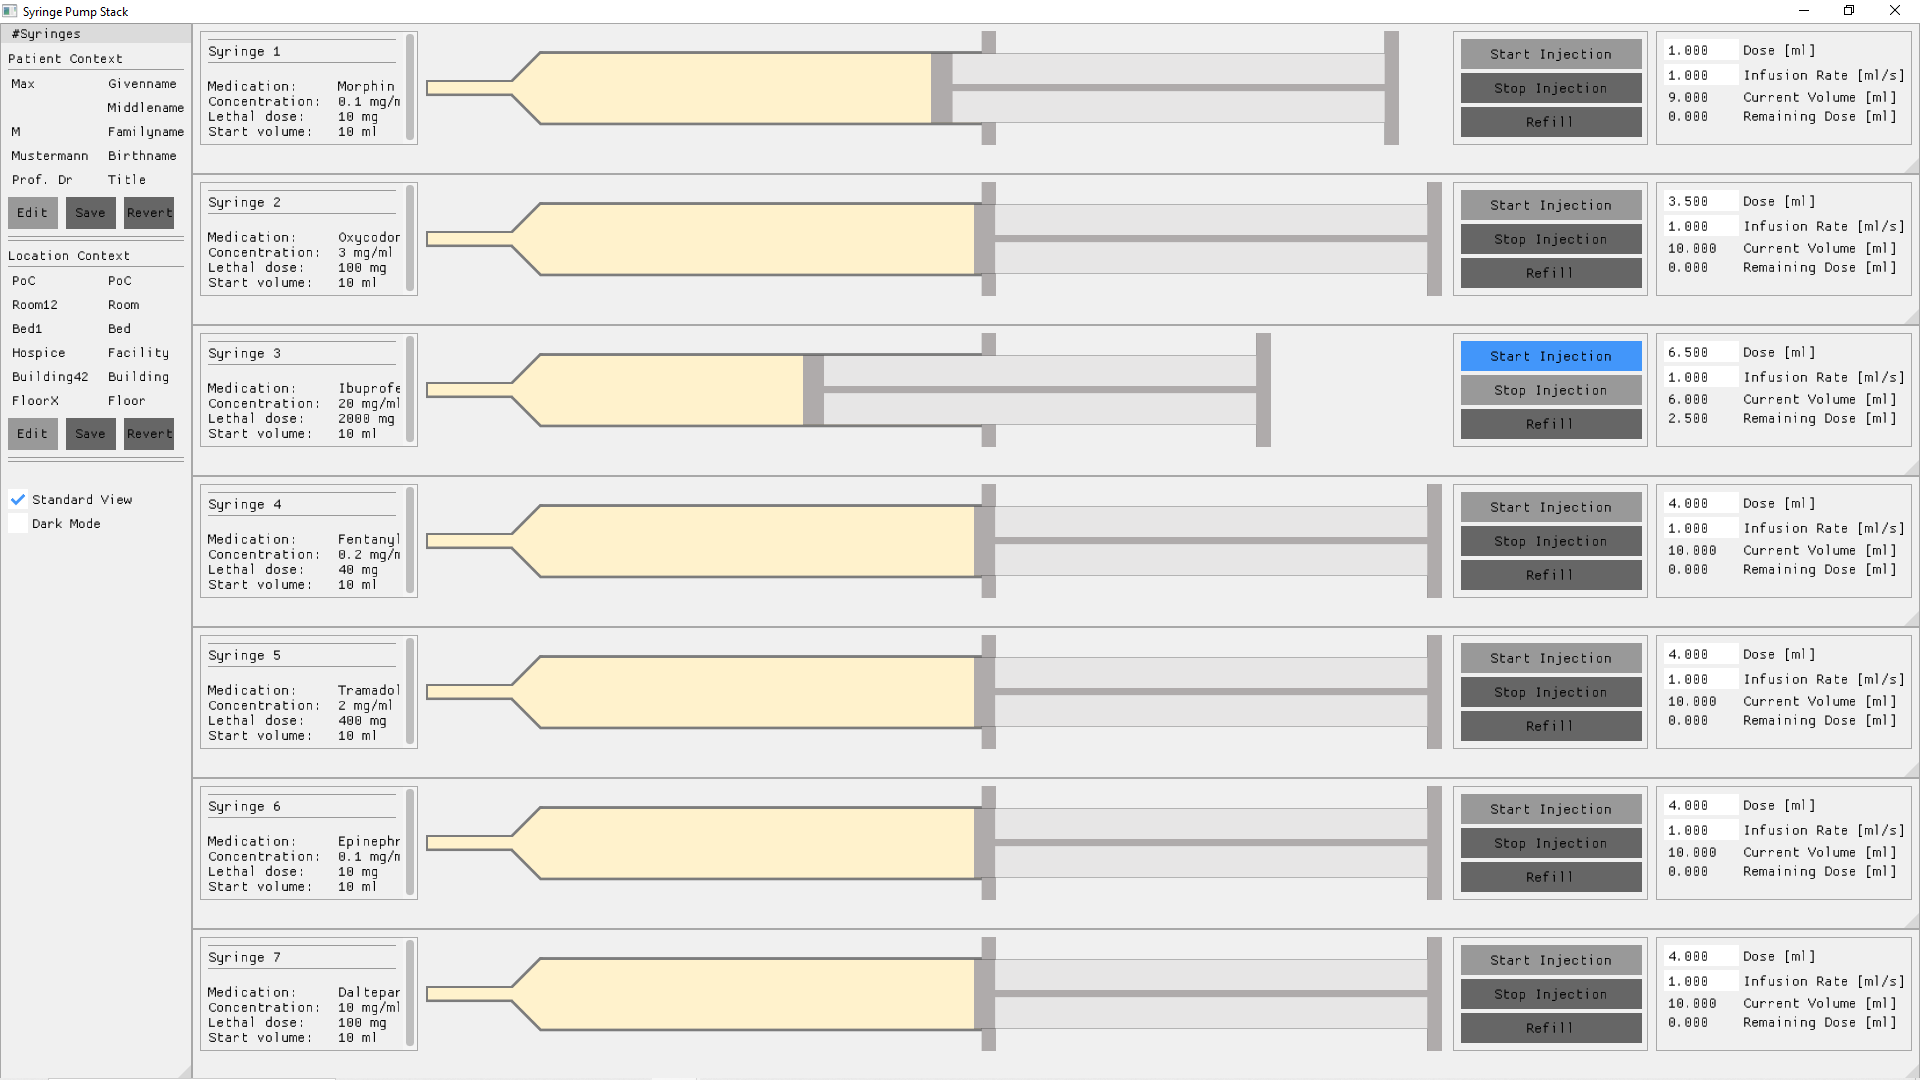 Syringe Pump Stack
#Syringes
Patient Context
Max Givenname
Middlename
M Familyname
Mustermann Birthname
Prof. Dr Title
Edit Save Revert
Location Context
PoC PoC
Room12 Room
Bed1 Bed
Hospice Facility
Building42 Building
FloorX Floor
Edit Save Revert
Standard View
Dark Mode
Syringe 1
Medication: Morphin
Concentration: 0.1 mg/m
Lethal dose: 10 mg
Start volume: 10 ml
Start Injection
Stop Injection
Refill
1.000 Dose [ml]
1.000 Infusion Rate [ml/s]
9.000 Current Volume [ml]
0.000 Remaining Dose [ml]
Syringe 2
Medication: Oxycodon
Concentration: 3 mg/ml
Lethal dose: 100 mg
Start volume: 10 ml
Start Injection
Stop Injection
Refill
3.500 Dose [ml]
1.000 Infusion Rate [ml/s]
10.000 Current Volume [ml]
0.000 Remaining Dose [ml]
Syringe 3
Medication: Ibuprofe
Concentration: 20 mg/ml
Lethal dose: 2000 mg
Start volume: 10 ml
Start Injection
Stop Injection
Refill
6.500 Dose [ml]
1.000 Infusion Rate [ml/s]
6.000 Current Volume [ml]
2.500 Remaining Dose [ml]
Syringe 4
Medication: Fentanyl
Concentration: 0.2 mg/m
Lethal dose: 40 mg
Start volume: 10 ml
Start Injection
Stop Injection
Refill
4.000 Dose [ml]
1.000 Infusion Rate [ml/s]
10.000 Current Volume [ml]
0.000 Remaining Dose [ml]
Syringe 5
Medication: Tramadol
Concentration: 2 mg/ml
Lethal dose: 400 mg
Start volume: 10 ml
Start Injection
Stop Injection
Refill
4.000 Dose [ml]
1.000 Infusion Rate [ml/s]
10.000 Current Volume [ml]
0.000 Remaining Dose [ml]
Syringe 6
Medication: Epinephr
Concentration: 0.1 mg/m
Lethal dose: 10 mg
Start volume: 10 ml
Start Injection
Stop Injection
Refill
4.000 Dose [ml]
1.000 Infusion Rate [ml/s]
10.000 Current Volume [ml]
0.000 Remaining Dose [ml]
Syringe 7
Medication: Daltepar
Concentration: 10 mg/ml
Lethal dose: 100 mg
Start volume: 10 ml
Start Injection
Stop Injection
Refill
4.000 Dose [ml]
1.000 Infusion Rate [ml/s]
10.000 Current Volume [ml]
0.000 Remaining Dose [ml]